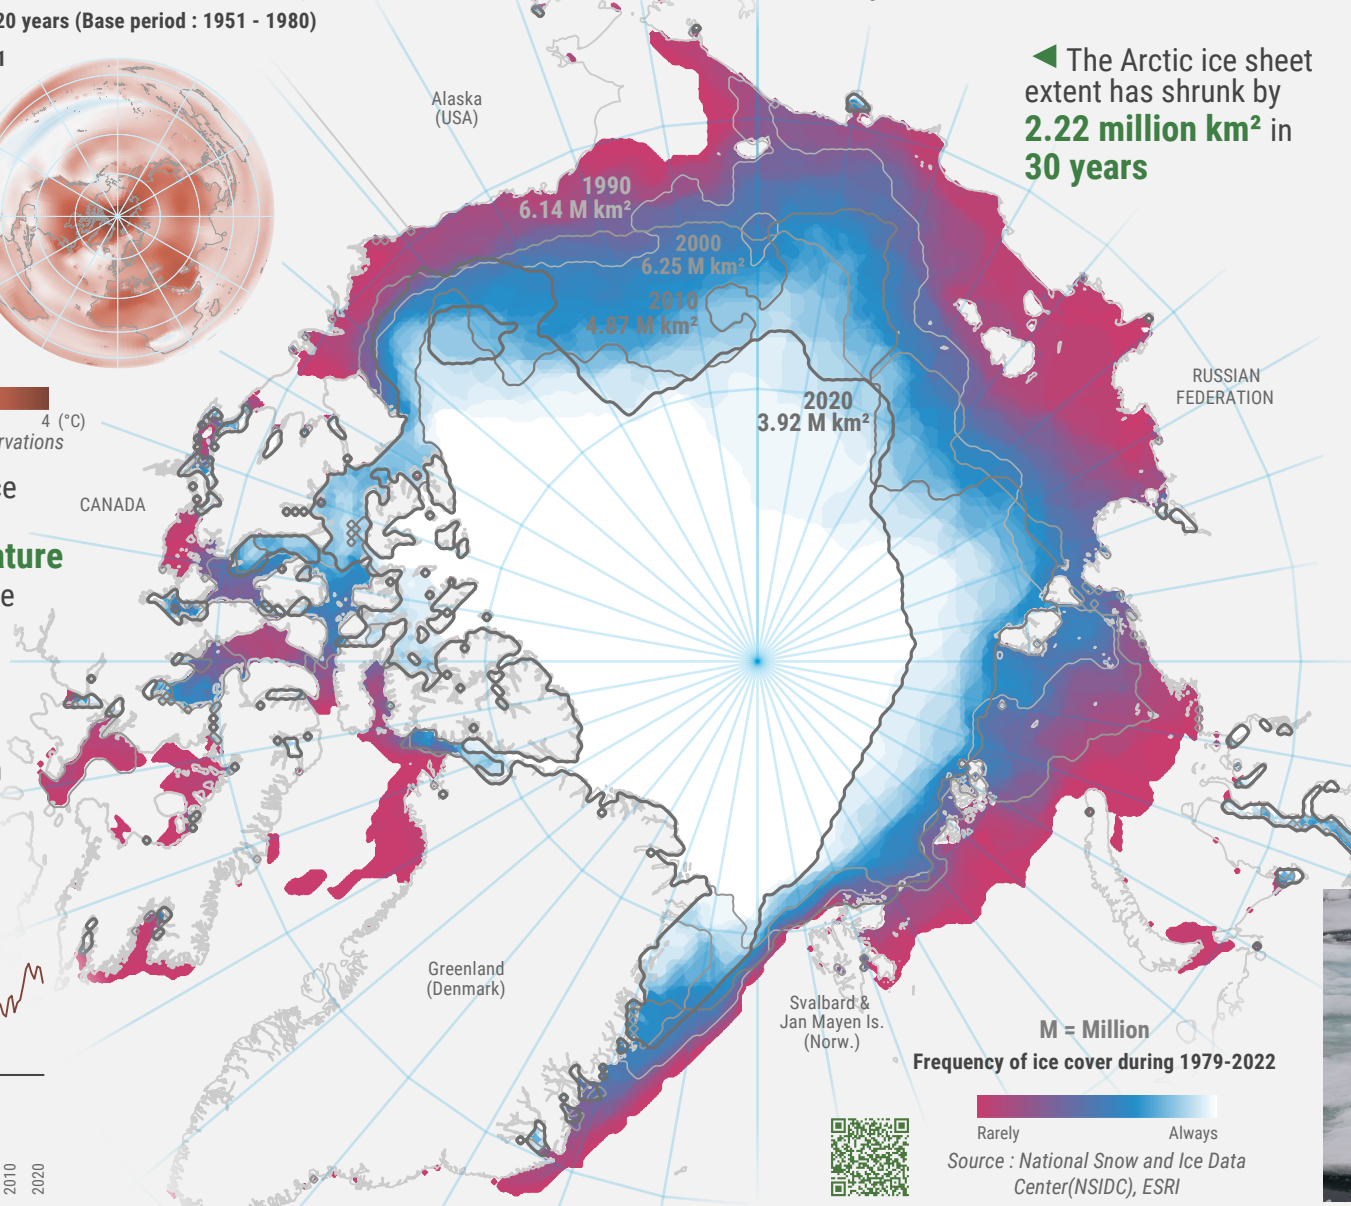 20 years (Base period : 1951 - 1980)
1
4 (°C)
rvations
ce
ature
e
2010
2020
Alaska
(USA)
The Arctic ice sheet
extent has shrunk by
2.22 million km² in
30 years
1990
6.14 M km²
2000
6.25 M km²
2010
4.87 M km²
2020
3.92 M km²
RUSSIAN
FEDERATION
CANADA
Greenland
(Denmark)
Svalbard &
Jan Mayen Is.
(Norw.)
M = Million
Frequency of ice cover during 1979-2022
Rarely
Always
Source : National Snow and Ice Data
Center(NSIDC), ESRI